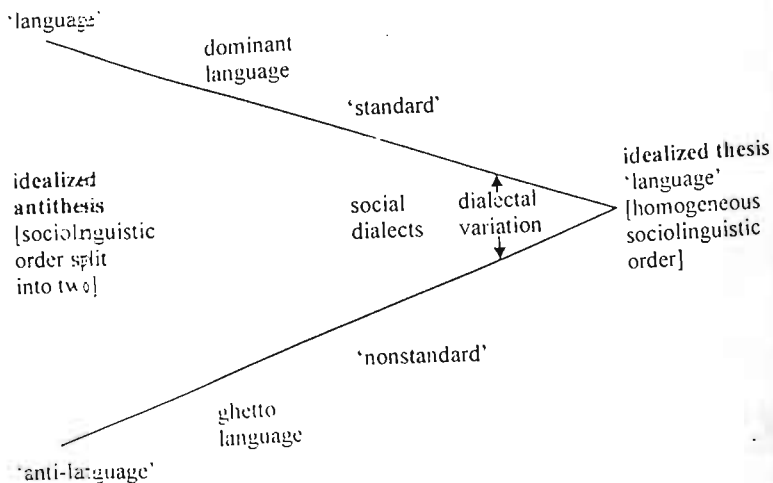 'language'
dominant
language
'standard'
idealized
antithesis
[sociolinguistic
order split
into two]
social
dialects
dialectal
variation
idealized thesis
'language'
[homogeneous
sociolinguistic
order]
'nonstandard'
ghetto
language
'anti-language'